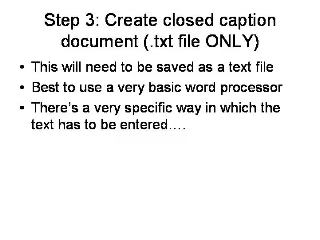 Step 3: Create closed caption
document (.txt file ONLY)
• This will need to be saved as a text file
• Best to use a very basic word processor
• There's a very specific way in which the
text has to be entered….